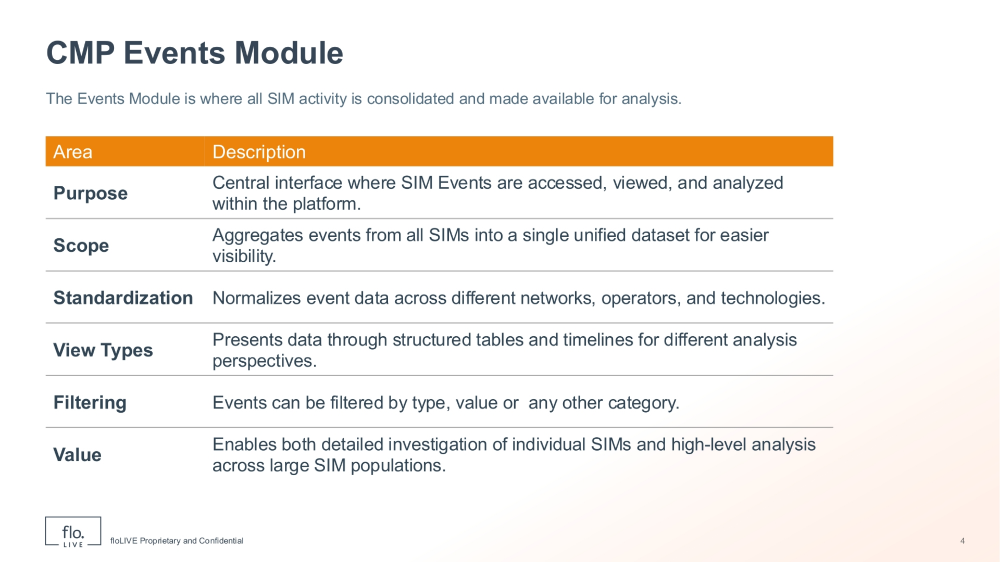 CMP Events Module
The Events Module is where all SIM activity is consolidated and made available for analysis.
Area
Description
Purpose
Central interface where SIM Events are accessed, viewed, and analyzed
within the platform.
Scope
Aggregates events from all SIMs into a single unified dataset for easier
visibility.
Standardization
Normalizes event data across different networks, operators, and technologies.
View Types
Presents data through structured tables and timelines for different analysis
perspectives.
Filtering
Events can be filtered by type, value or  any other category.
Value
Enables both detailed investigation of individual SIMs and high-level analysis
across large SIM populations.
flo.
LIVE
floLIVE Proprietary and Confidential
4